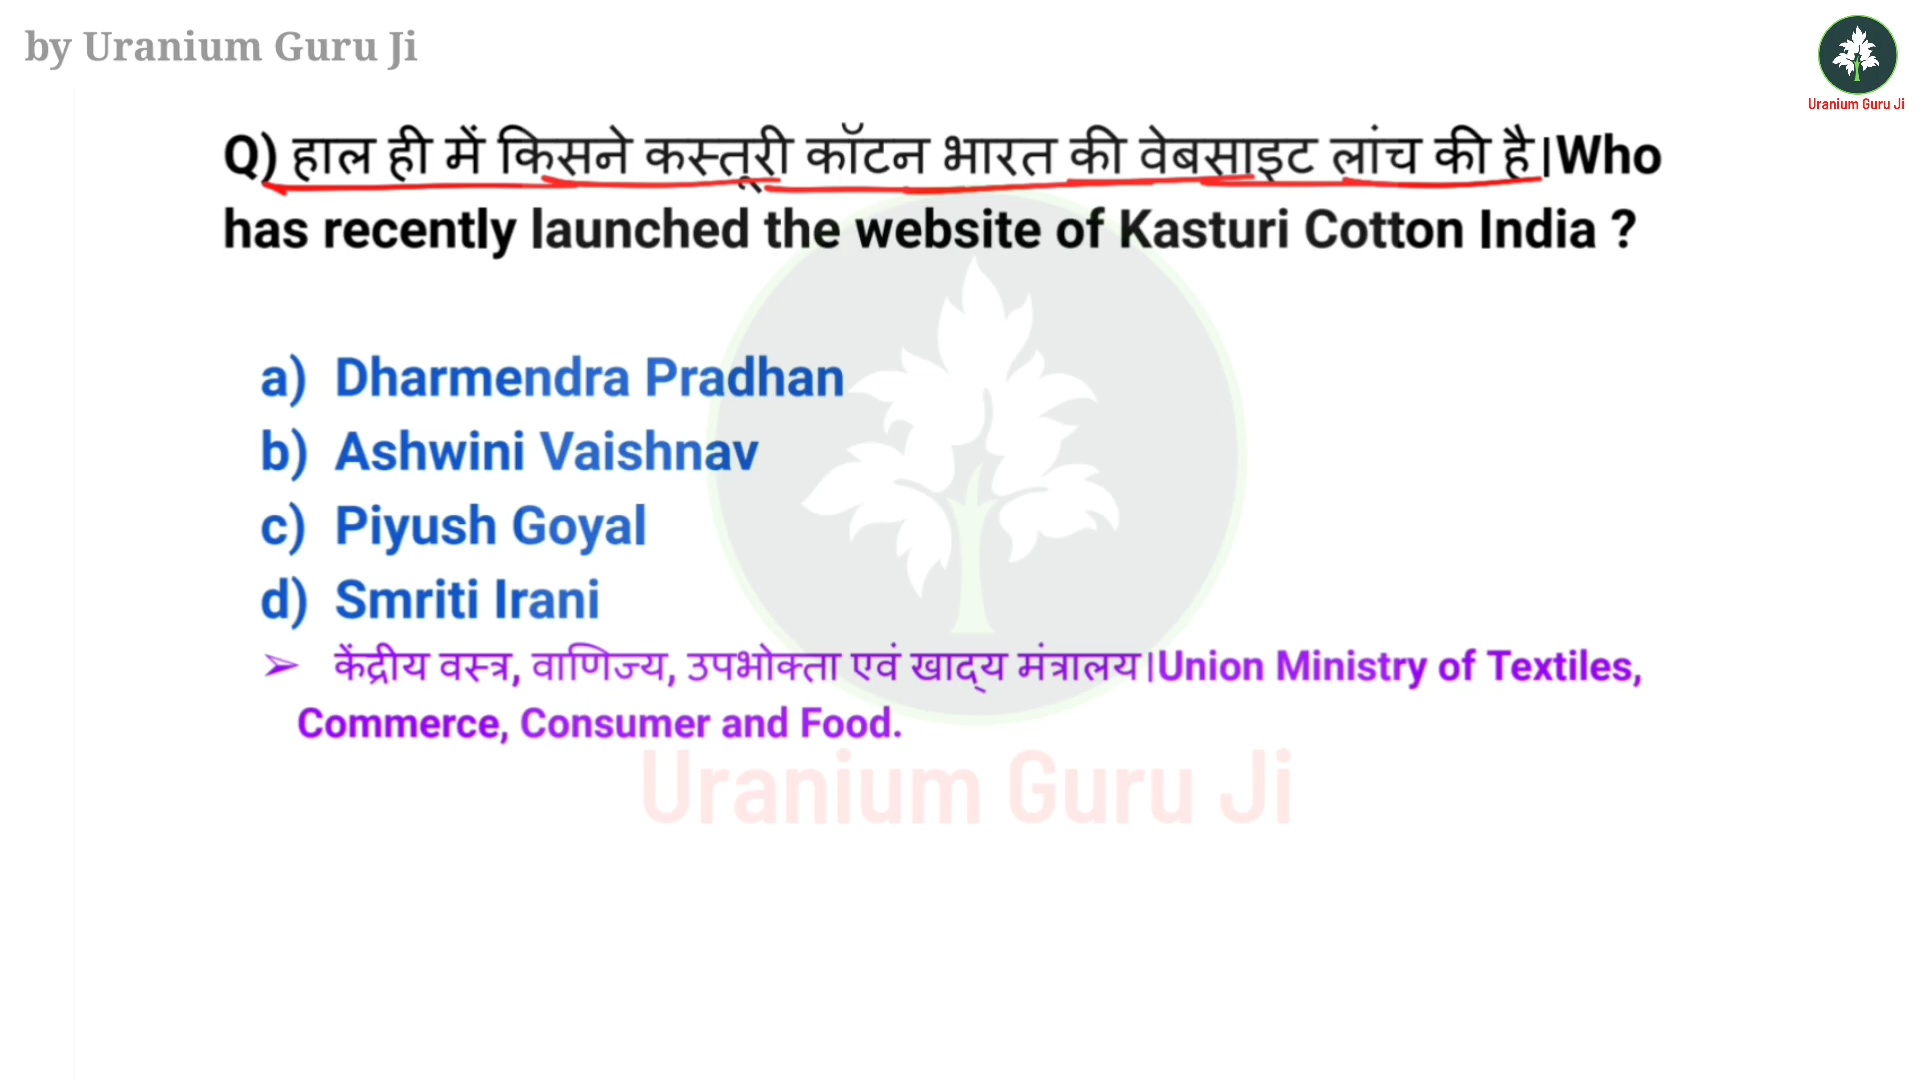 by Uranium Guru Ji
Uranium Guru Ji
Q) हाल ही में किसने कस्तूरी कॉटन भारत की वेबसाइट लांच की है।Who
has recently launched the website of Kasturi Cotton India ?
a) Dharmendra Pradhan
b) Ashwini Vaishnav
c) Piyush Goyal
d) Smriti Irani
➢ केंद्रीय वस्त्र, वाणिज्य, उपभोक्ता एवं खाद्य मंत्रालय।Union Ministry of Textiles,
Commerce, Consumer and Food.
Uranium Guru Ji